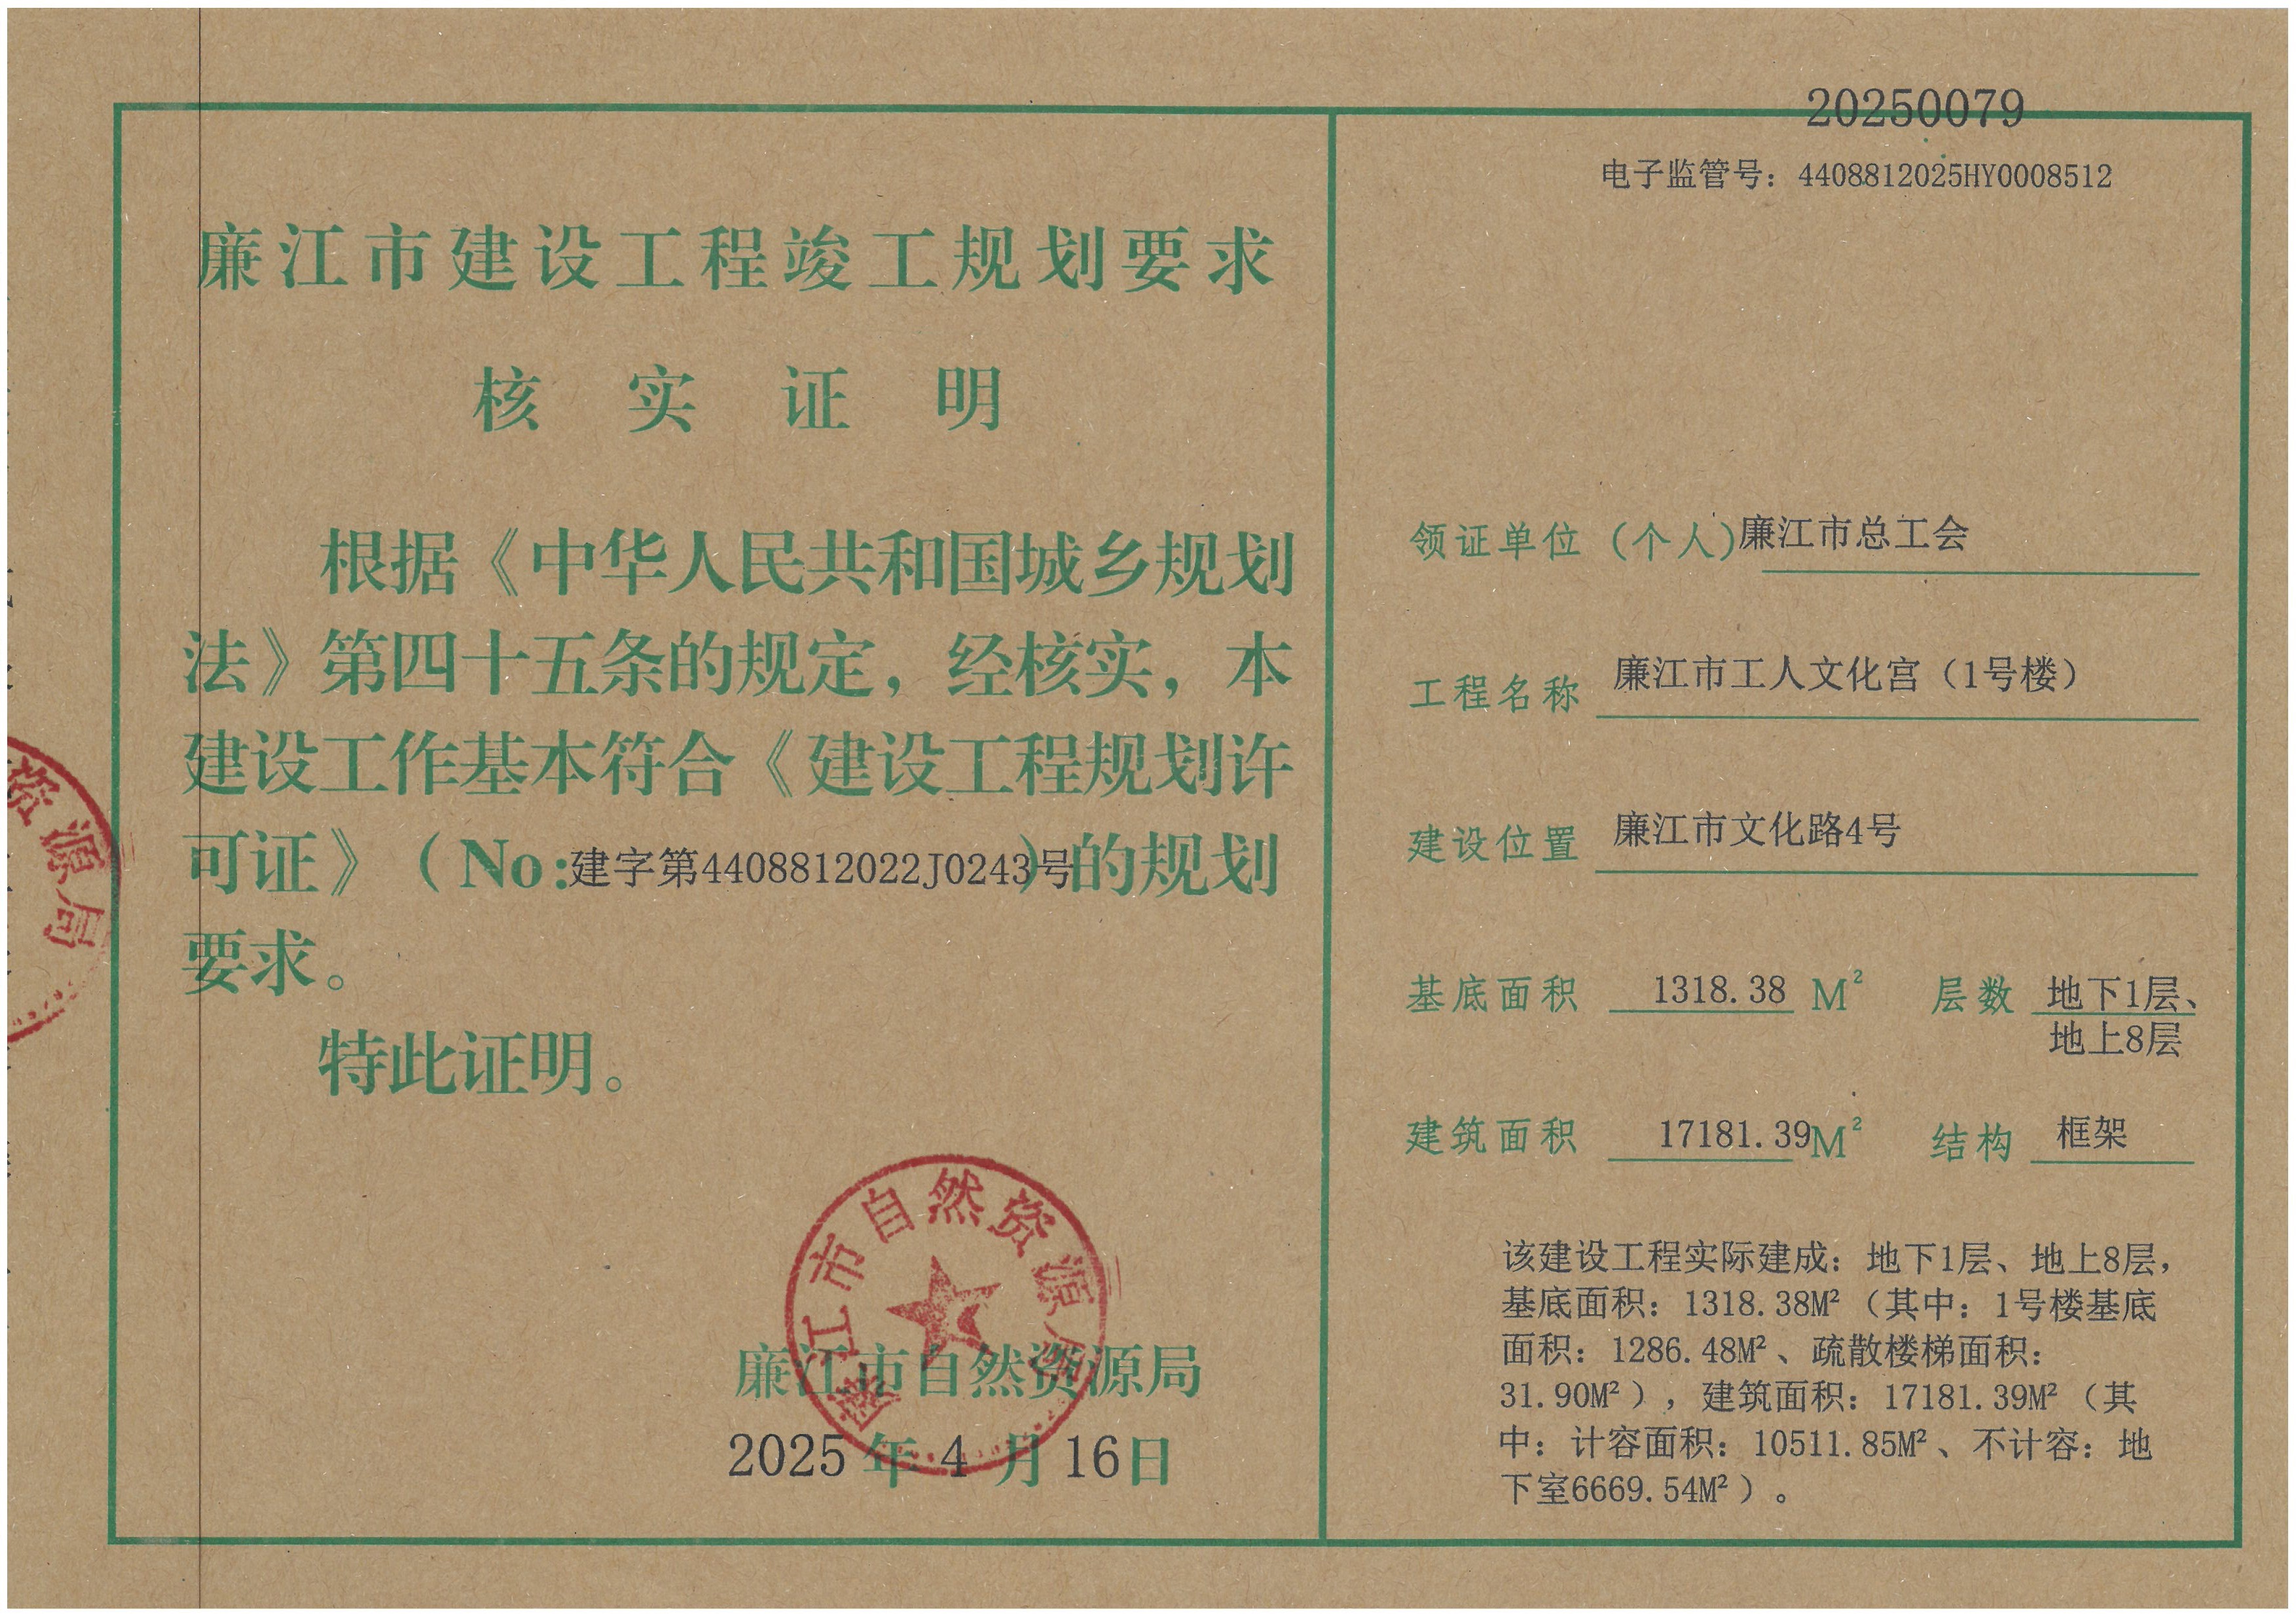 廉江市建设工程竣工规划要求
核实证明
根据《中华人民共和国城乡规划
法》第四十五条的规定，经核实，本
建设工作基本符合《建设工程规划许
可证》（No:建字第4408812022J0243号）的规划
要求。
特此证明。
廉江市自然资源局
廉江市自然资源局
2025年4月16日
资源局
20250079
电子监管号：4408812025HY0008512
领证单位（个人）廉江市总工会
工程名称 廉江市工人文化宫（1号楼）
建设位置 廉江市文化路4号
基底面积 1318.38 M² 层数 地下1层、
地上8层
建筑面积 17181.39M² 结构 框架
该建设工程实际建成：地下1层、地上8层，
基底面积：1318.38M²（其中：1号楼基底
面积：1286.48M²、疏散楼梯面积：
31.90M²），建筑面积：17181.39M²（其
中：计容面积：10511.85M²、不计容：地
下室6669.54M²）。